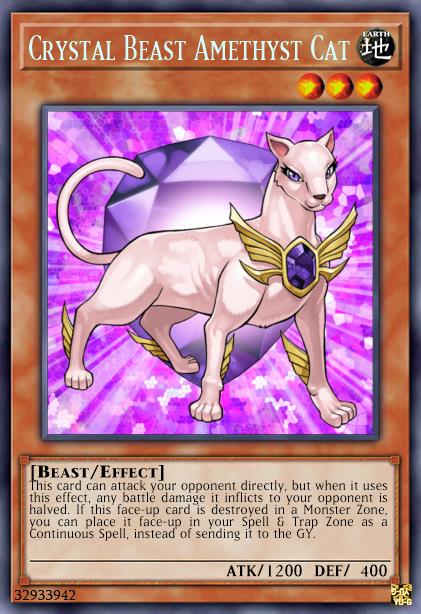 Crystal Beast Amethyst Cat
EARTH
地
[Beast/Effect]
This card can attack your opponent directly, but when it uses
this effect, any battle damage it inflicts to your opponent is
halved. If this face-up card is destroyed in a Monster Zone,
you can place it face-up in your Spell & Trap Zone as a
Continuous Spell, instead of sending it to the GY.
ATK/1200 DEF/ 400
32933942